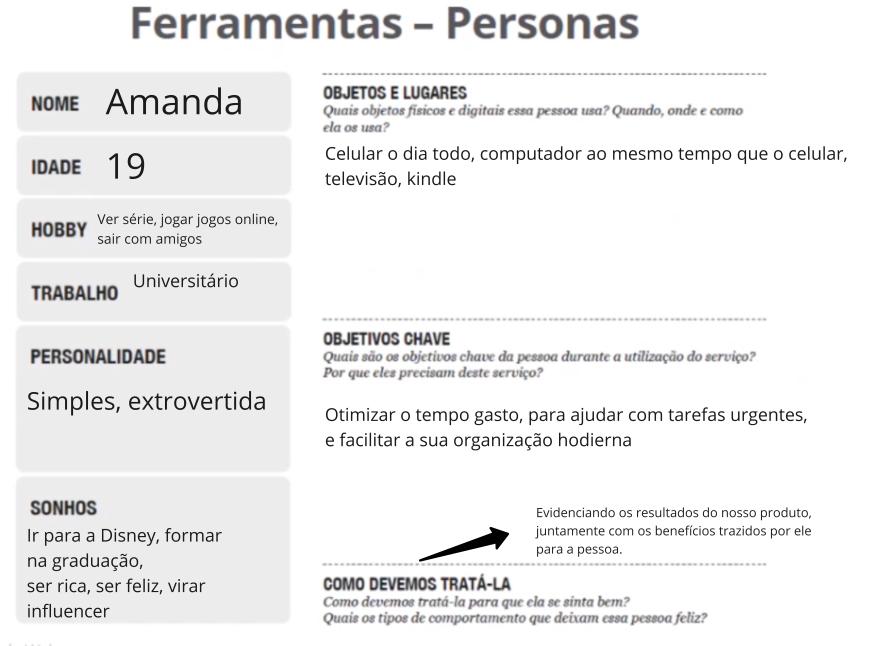 Ferramentas – Personas
NOME Amanda
IDADE 19
HOBBY Ver série, jogar jogos online,
sair com amigos
TRABALHO Universitário
PERSONALIDADE
Simples, extrovertida
SONHOS
Ir para a Disney, formar
na graduação,
ser rica, ser feliz, virar
influencer
OBJETOS E LUGARES
Quais objetos físicos e digitais essa pessoa usa? Quando, onde e como
ela os usa?
Celular o dia todo, computador ao mesmo tempo que o celular,
televisão, kindle
OBJETIVOS CHAVE
Quais são os objetivos chave da pessoa durante a utilização do serviço?
Por que eles precisam deste serviço?
Otimizar o tempo gasto, para ajudar com tarefas urgentes,
e facilitar a sua organização hodierna
Evidenciando os resultados do nosso produto,
juntamente com os benefícios trazidos por ele
para a pessoa.
COMO DEVEMOS TRATÁ-LA
Como devemos tratá-la para que ela se sinta bem?
Quais os tipos de comportamento que deixam essa pessoa feliz?